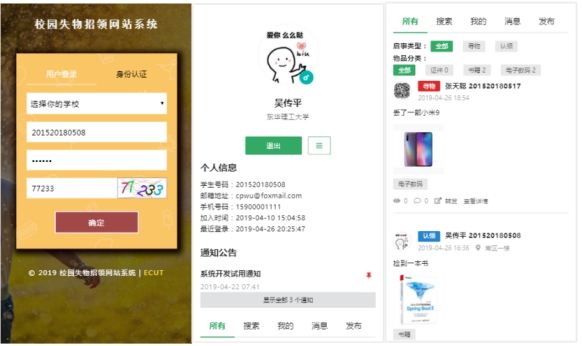 校园失物招领网站系统
用户登录
身份认证
选择你的学校
201520180508
••••••
77233
77233
确定
© 2019 校园失物招领网站系统 | ECUT
爱你 么么哒
吴传平
东华理工大学
退出
个人信息
学生号码：201520180508
邮箱地址：cpwu@foxmail.com
手机号码：15900001111
加入时间：2019-04-10 15:04:58
最近登录：2019-04-26 20:25:47
通知公告
系统开发试用通知
2019-04-22 07:41
显示全部 3 个通知
所有 搜索 我的 消息 发布
所有 搜索 我的 消息 发布
启事类型： 全部 寻物 认领
物品分类：
全部 证件 0 书籍 2 电子数码 2
寻物 张天聪 201520180517
2019-04-26 18:54
丢了一部小米9
电子数码
0 0 转发 查看详情
认领 吴传平 201520180508
2019-04-26 16:36 南区一楼
捡到一本书
Spring Boot 2
书籍